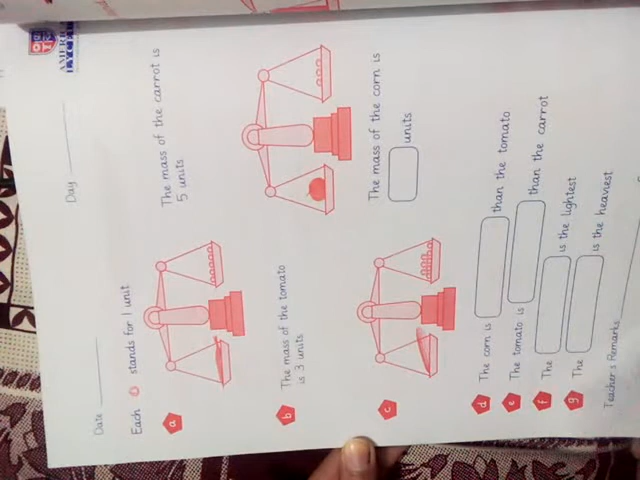 AMERICAN
LYCETUFF
Date
Day
Each stands for 1 unit
a
The mass of the carrot is
5 units
b
The mass of the tomato
is 3 units
c
The mass of the corn is
units
d The corn is than the tomato
e The tomato is than the carrot
f The is the lightest
g The is the heaviest
Teacher's Remarks